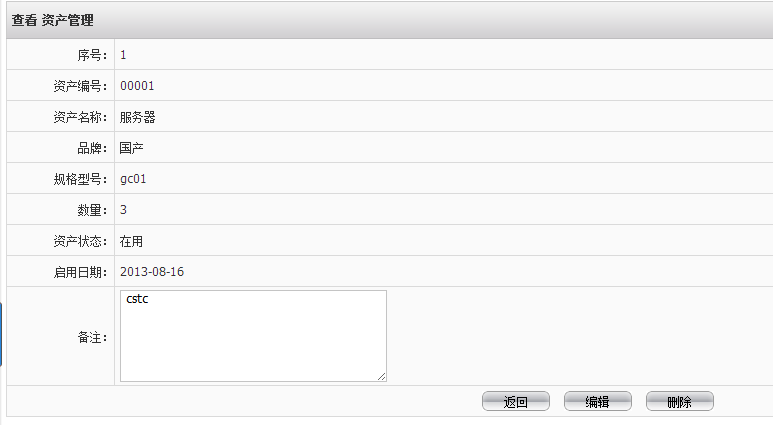 查看 资产管理
序号： 1
资产编号： 00001
资产名称： 服务器
品牌： 国产
规格型号： gc01
数量： 3
资产状态： 在用
启用日期： 2013-08-16
备注： cstc
返回 编辑 删除